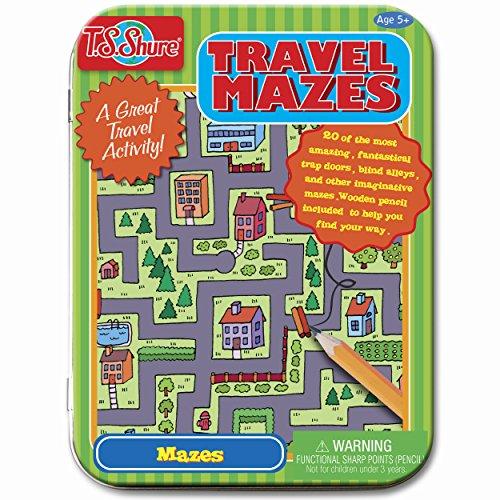 Age 5+
T.S.Shure®
TRAVEL
MAZES
A Great
Travel
Activity!
20 of the most
amazing, fantastical
trap doors, blind alleys,
and other imaginative
mazes.Wooden pencil
included to help you
find your way.
Mazes
WARNING
FUNCTIONAL SHARP POINTS (PENCIL)
Not for children under 3 years.